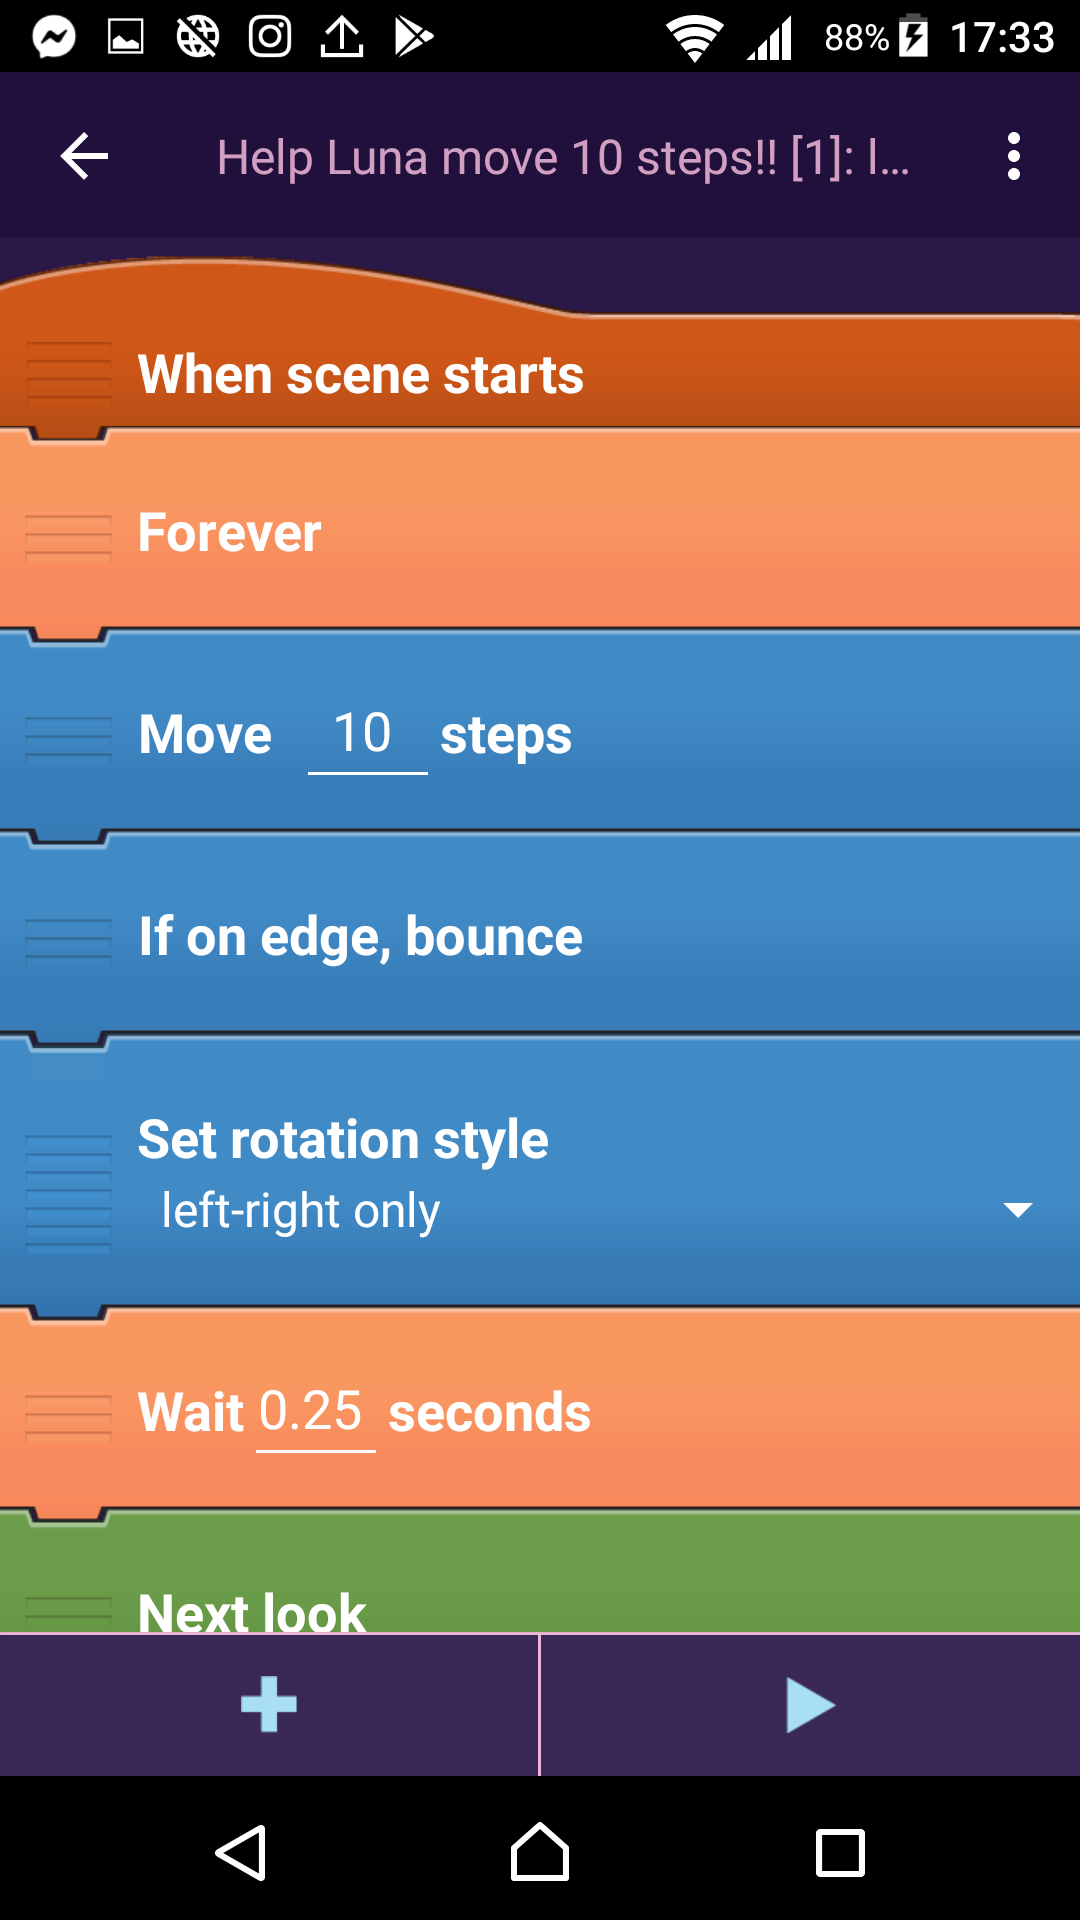 88% 17:33
Help Luna move 10 steps!! [1]: l...
When scene starts
Forever
Move 10 steps
If on edge, bounce
Set rotation style
left-right only
Wait 0.25 seconds
Next look